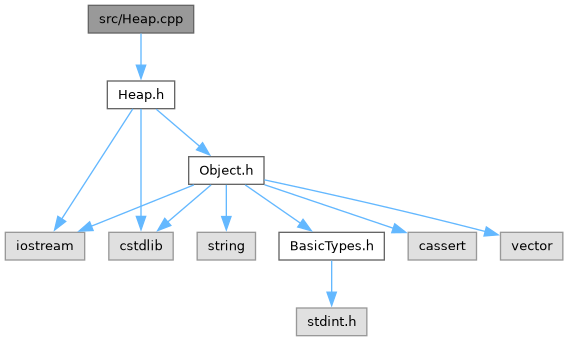 src/Heap.cpp
Heap.h
Object.h
iostream
cstdlib
string
BasicTypes.h
cassert
vector
stdint.h